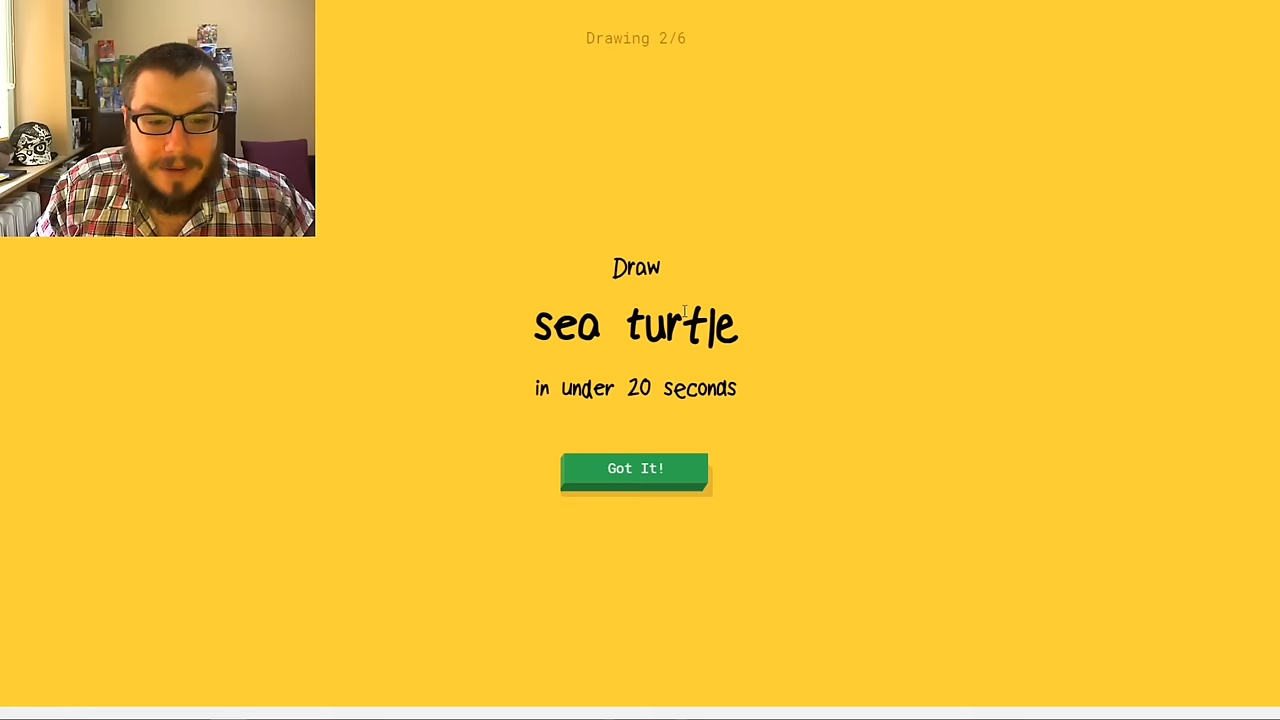 Drawing 2/6
Draw
sea turtle
in under 20 seconds
Got It!